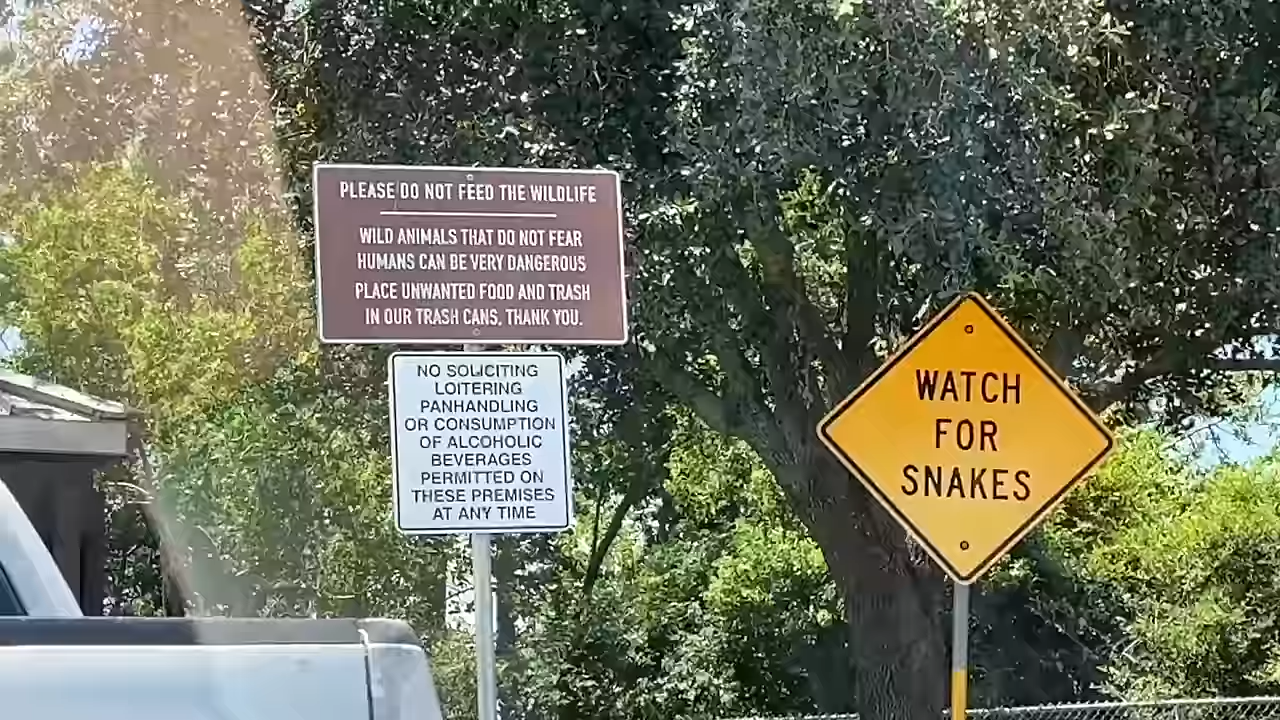 PLEASE DO NOT FEED THE WILDLIFE
WILD ANIMALS THAT DO NOT FEAR
HUMANS CAN BE VERY DANGEROUS
PLACE UNWANTED FOOD AND TRASH
IN OUR TRASH CANS, THANK YOU.
NO SOLICITING
LOITERING
PANHANDLING
OR CONSUMPTION
OF ALCOHOLIC
BEVERAGES
PERMITTED ON
THESE PREMISES
AT ANY TIME
WATCH
FOR
SNAKES